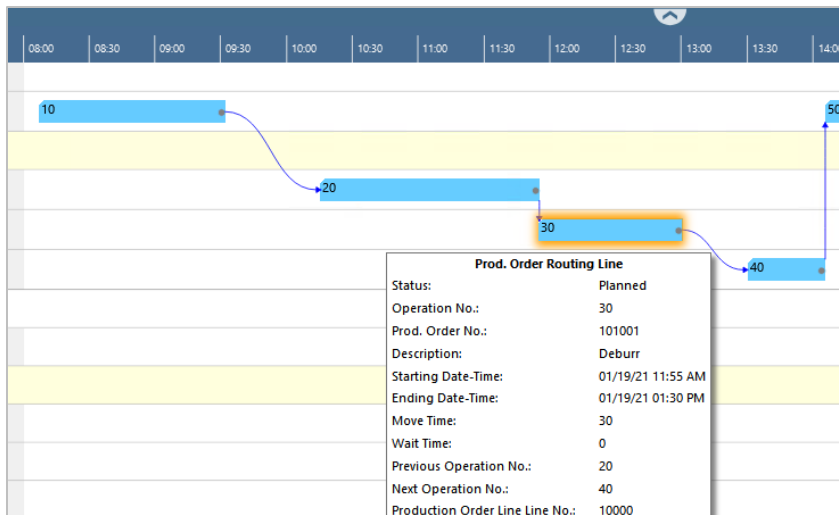 08:00 08:30 09:00 09:30 10:00 10:30 11:00 11:30 12:00 12:30 13:00 13:30 14:00
10 50
20
30
40
Prod. Order Routing Line
Status: Planned
Operation No.: 30
Prod. Order No.: 101001
Description: Deburr
Starting Date-Time: 01/19/21 11:55 AM
Ending Date-Time: 01/19/21 01:30 PM
Move Time: 30
Wait Time: 0
Previous Operation No.: 20
Next Operation No.: 40
Production Order Line Line No.: 10000